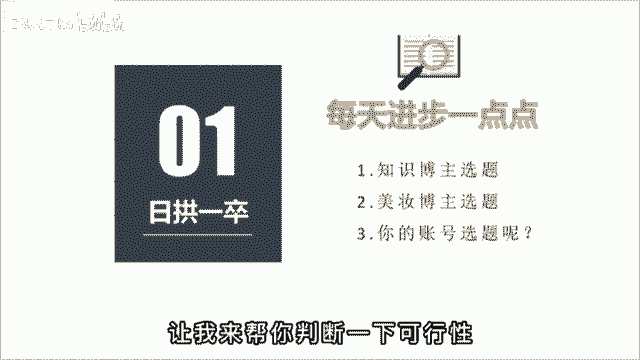 01
日拱一卒
每天进步一点点
1.知识博主选题
2.美妆博主选题
3.你的账号选题呢？
让我来帮你判断一下可行性